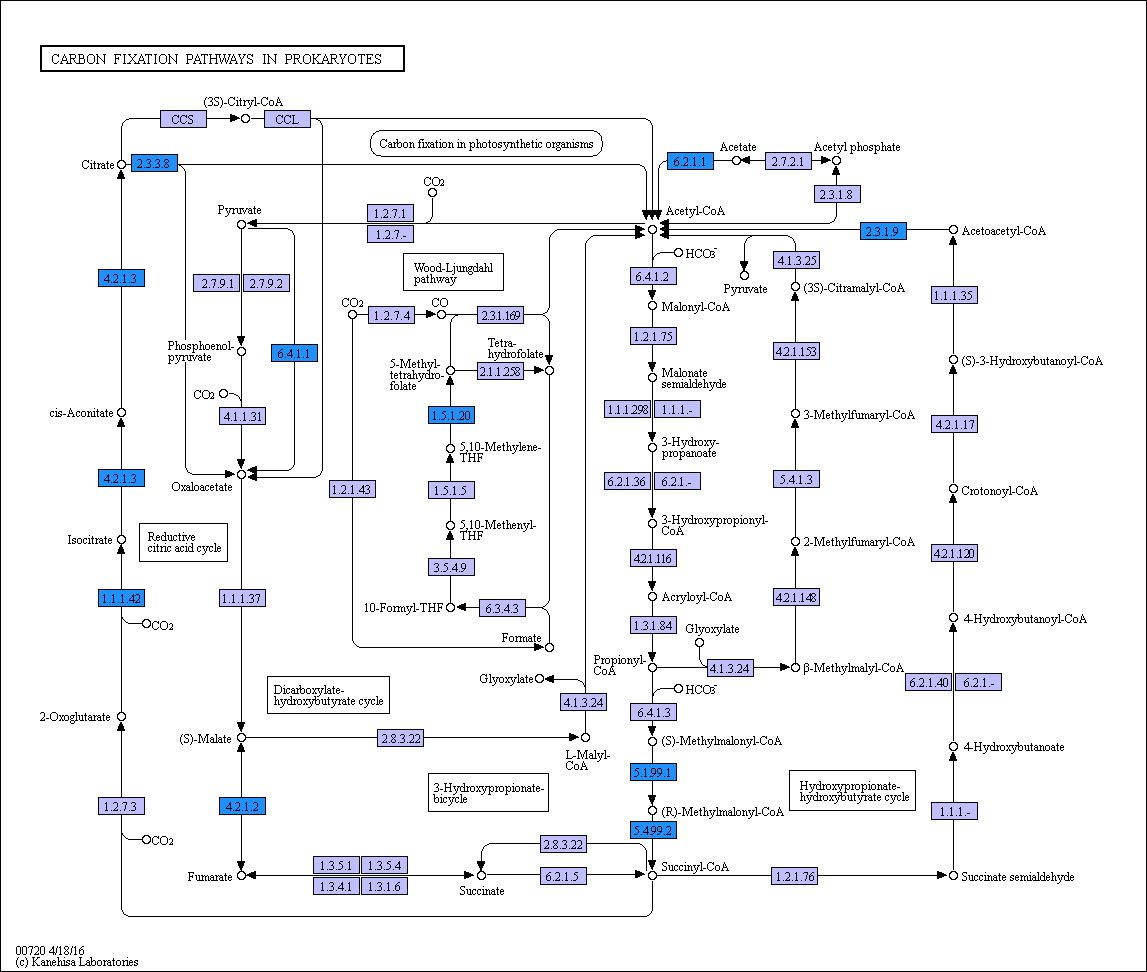 CARBON FIXATION PATHWAYS IN PROKARYOTES
(3S)-Citryl-CoA
CCS
CCL
Carbon fixation in photosynthetic organisms
Citrate
2.3.3.8
6.2.1.1
Acetate
2.7.2.1
Acetyl phosphate
2.3.1.8
CO2
Pyruvate
1.2.7.1
1.2.7.-
Acetyl-CoA
2.3.1.9
Acetoacetyl-CoA
HCO3-
4.2.1.3
2.7.9.1
2.7.9.2
Wood-Ljungdahl
pathway
6.4.1.2
Pyruvate
4.1.3.25
(3S)-Citramalyl-CoA
1.1.1.35
CO2
1.2.7.4
CO
2.3.1.169
Malonyl-CoA
1.2.1.75
Phosphoenol-
pyruvate
6.4.1.1
Tetra-
hydrofolate
5-Methyl-
tetrahydro-
folate
2.1.1.258
4.2.1.153
(S)-3-Hydroxybutanoyl-CoA
Malonate
semialdehyde
CO2
cis-Aconitate
4.1.1.31
1.5.1.20
1.1.1.298
1.1.1.-
3-Methylfumaryl-CoA
4.2.1.17
5,10-Methylene-
THF
3-Hydroxy-
propanoate
4.2.1.3
Oxaloacetate
1.2.1.43
1.5.1.5
6.2.1.36
6.2.1.-
5.4.1.3
Crotonoyl-CoA
5,10-Methenyl-
THF
3-Hydroxypropionyl-
CoA
Isocitrate
Reductive
citric acid cycle
2-Methylfumaryl-CoA
4.2.1.116
4.2.1.120
3.5.4.9
1.1.1.42
1.1.1.37
10-Formyl-THF
6.3.4.3
Acryloyl-CoA
4.2.1.148
CO2
1.3.1.84
Glyoxylate
4-Hydroxybutanoyl-CoA
Formate
Propionyl-
CoA
4.1.3.24
β-Methylmalyl-CoA
Glyoxylate
HCO3-
6.2.1.40
6.2.1.-
Dicarboxylate-
hydroxybutyrate cycle
4.1.3.24
6.4.1.3
2-Oxoglutarate
(S)-Malate
2.8.3.22
L-Malyl-
CoA
(S)-Methylmalonyl-CoA
4-Hydroxybutanoate
5.1.99.1
3-Hydroxypropionate-
bicycle
Hydroxypropionate-
hydroxybutyrate cycle
1.2.7.3
4.2.1.2
(R)-Methylmalonyl-CoA
1.1.1.-
5.4.99.2
CO2
2.8.3.22
1.3.5.1
1.3.5.4
Fumarate
1.3.4.1
1.3.1.6
Succinate
6.2.1.5
Succinyl-CoA
1.2.1.76
Succinate semialdehyde
00720 4/18/16
(c) Kanehisa Laboratories